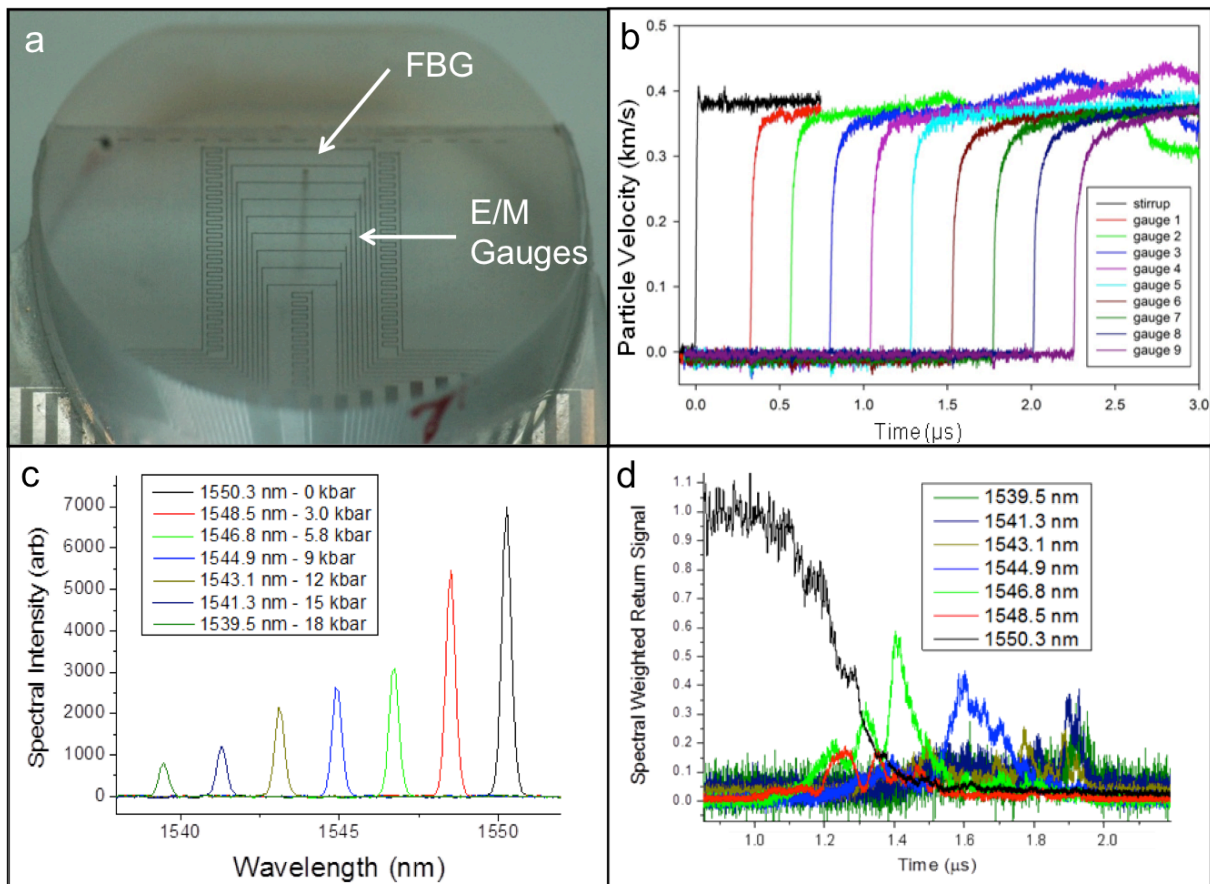 a
FBG
E/M
Gauges
b
Particle Velocity (km/s)
0.4
0.3
0.2
0.1
0.0
0.0
0.5
1.0
1.5
2.0
2.5
3.0
Time (µs)
stirrup
gauge 1
gauge 2
gauge 3
gauge 4
gauge 5
gauge 6
gauge 7
gauge 8
gauge 9
c
Spectral Intensity (arb)
7000
6000
5000
4000
3000
2000
1000
0
1550.3 nm - 0 kbar
1548.5 nm - 3.0 kbar
1546.8 nm - 5.8 kbar
1544.9 nm - 9 kbar
1543.1 nm - 12 kbar
1541.3 nm - 15 kbar
1539.5 nm - 18 kbar
1540
1545
1550
Wavelength (nm)
d
Spectral Weighted Return Signal
1.1
1.0
0.9
0.8
0.7
0.6
0.5
0.4
0.3
0.2
0.1
0.0
1539.5 nm
1541.3 nm
1543.1 nm
1544.9 nm
1546.8 nm
1548.5 nm
1550.3 nm
1.0
1.2
1.4
1.6
1.8
2.0
Time (µs)